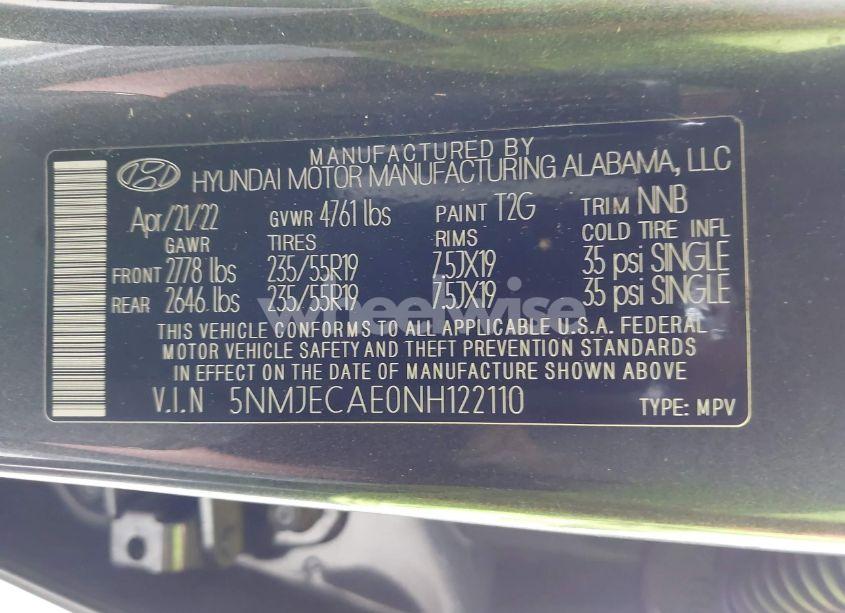 MANUFACTURED BY
HYUNDAI MOTOR MANUFACTURING ALABAMA, LLC
Apr/21/22 GVWR 4761 lbs PAINT T2G TRIM NNB
GAWR TIRES RIMS COLD TIRE INFL
FRONT 2778 lbs 235/55R19 7.5JX19 35 psi SINGLE
REAR 2646 lbs 235/55R19 7.5JX19 35 psi SINGLE
wheelwise
THIS VEHICLE CONFORMS TO ALL APPLICABLE U.S.A. FEDERAL
MOTOR VEHICLE SAFETY AND THEFT PREVENTION STANDARDS
IN EFFECT ON THE DATE OF MANUFACTURE SHOWN ABOVE
V.I.N 5NMJECAE0NH122110 TYPE: MPV